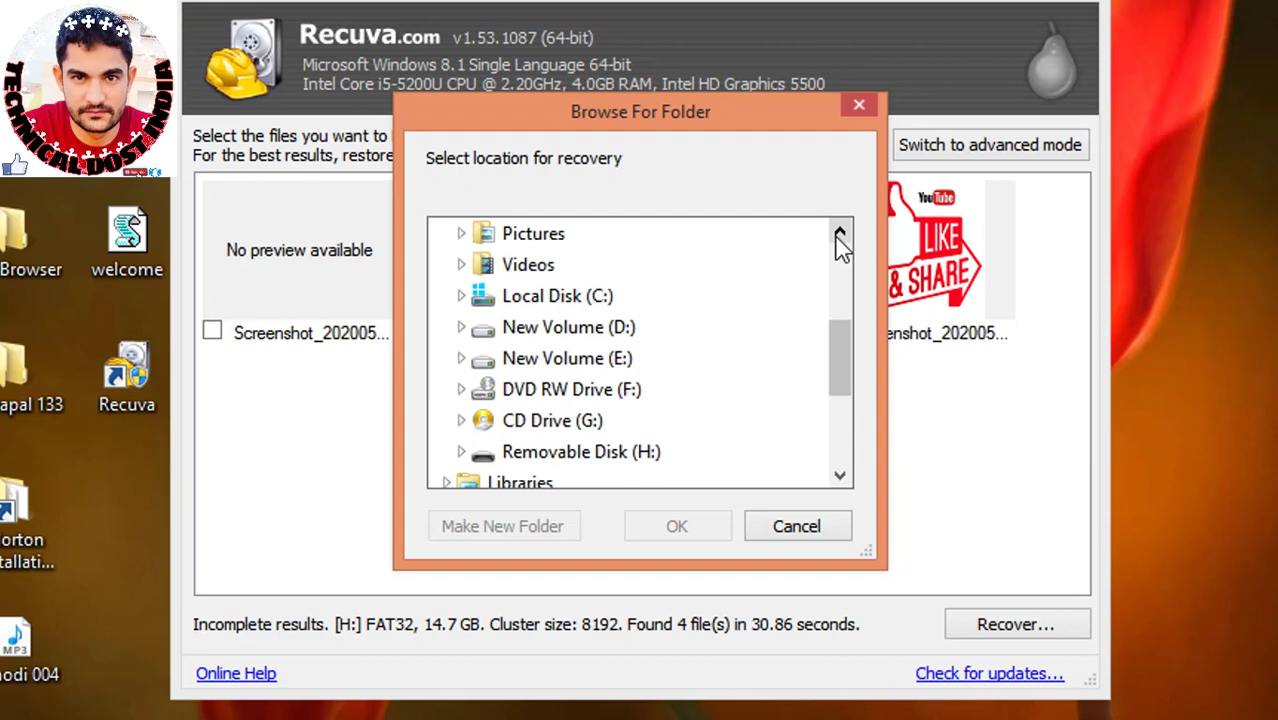 Recuva.com v1.53.1087 (64-bit)
Microsoft Windows 8.1 Single Language 64-bit
Intel Core i5-5200U CPU @ 2.20GHz, 4.0GB RAM, Intel HD Graphics 5500
TECHNICAL DOST INDIA
Select the files you want to
For the best results, restore
Switch to advanced mode
Browse For Folder
Select location for recovery
Pictures
Videos
Local Disk (C:)
New Volume (D:)
New Volume (E:)
DVD RW Drive (F:)
CD Drive (G:)
Removable Disk (H:)
Libraries
Make New Folder
OK
Cancel
No preview available
Screenshot_202005...
YouTube
LIKE
& SHARE
enshot_202005...
Browser
welcome
apal 133
Recuva
orton
stallati...
MP3
nodi 004
Incomplete results. [H:] FAT32, 14.7 GB. Cluster size: 8192. Found 4 file(s) in 30.86 seconds.
Recover...
Online Help
Check for updates...